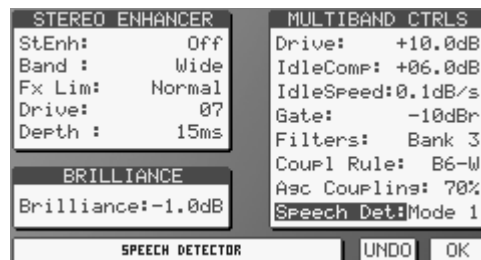 STEREO ENHANCER
StEnh: Off
Band : Wide
Fx Lim: Normal
Drive: 07
Depth : 15ms
BRILLIANCE
Brilliance:-1.0dB
MULTIBAND CTRLS
Drive: +10.0dB
IdleComp: +06.0dB
IdleSpeed:0.1dB/s
Gate: -10dBr
Filters: Bank 3
Coupl Rule: B6-W
Agc Coupling: 70%
Speech Det:Mode 1
SPEECH DETECTOR
UNDO
OK